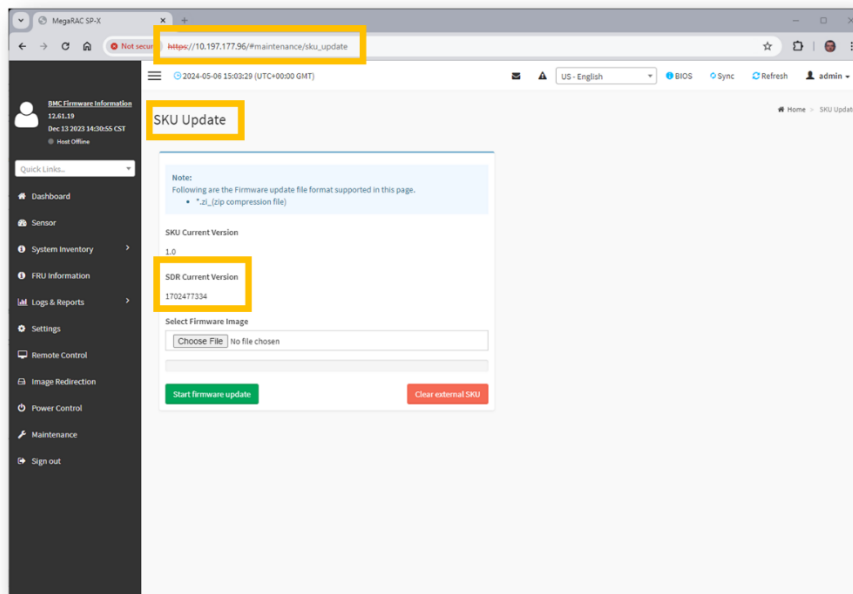 MegaRAC SP-X
Not secure https://10.197.177.96/#maintenance/sku_update
2024-05-06 15:03:29 (UTC+00:00 GMT)
US - English
BIOS
Sync
Refresh
admin
BMC Firmware Information
12.61.19
Dec 13 2023 14:30:55 CST
Host Offline
Quick Links..
Dashboard
Sensor
System Inventory
FRU Information
Logs & Reports
Settings
Remote Control
Image Redirection
Power Control
Maintenance
Sign out
SKU Update
Home > SKU Updat
Note:
Following are the Firmware update file format supported in this page.
*.zi_(zip compression file)
SKU Current Version
1.0
SDR Current Version
1702477334
Select Firmware Image
Choose File No file chosen
Start firmware update
Clear external SKU